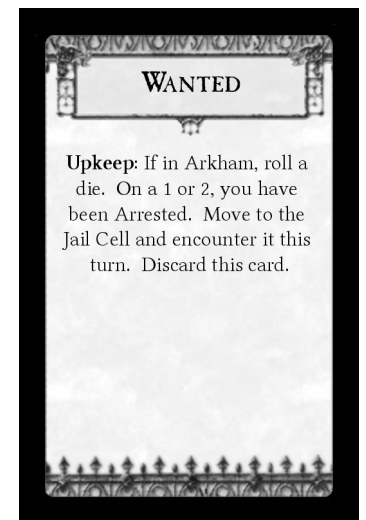 WANTED
Upkeep: If in Arkham, roll a
die. On a 1 or 2, you have
been Arrested. Move to the
Jail Cell and encounter it this
turn. Discard this card.